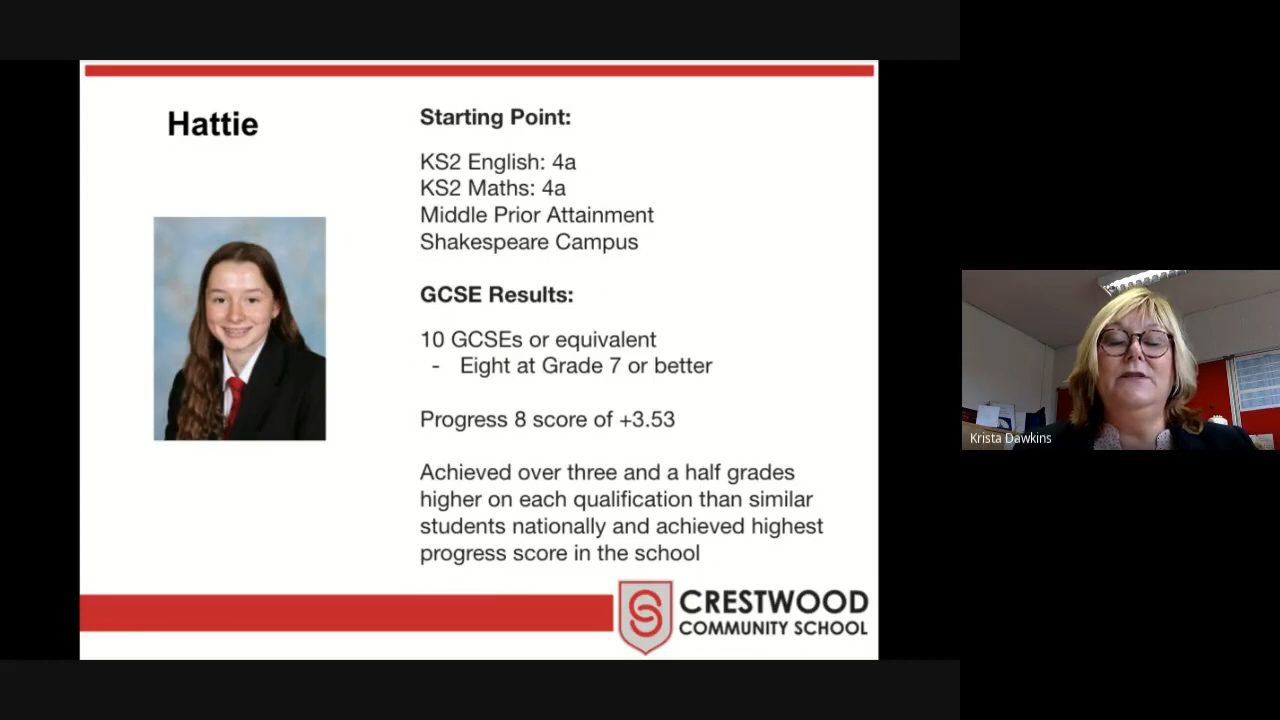 Hattie
Starting Point:
KS2 English: 4a
KS2 Maths: 4a
Middle Prior Attainment
Shakespeare Campus
GCSE Results:
10 GCSEs or equivalent
- Eight at Grade 7 or better
Progress 8 score of +3.53
Achieved over three and a half grades
higher on each qualification than similar
students nationally and achieved highest
progress score in the school
CRESTWOOD
COMMUNITY SCHOOL
Krista Dawkins